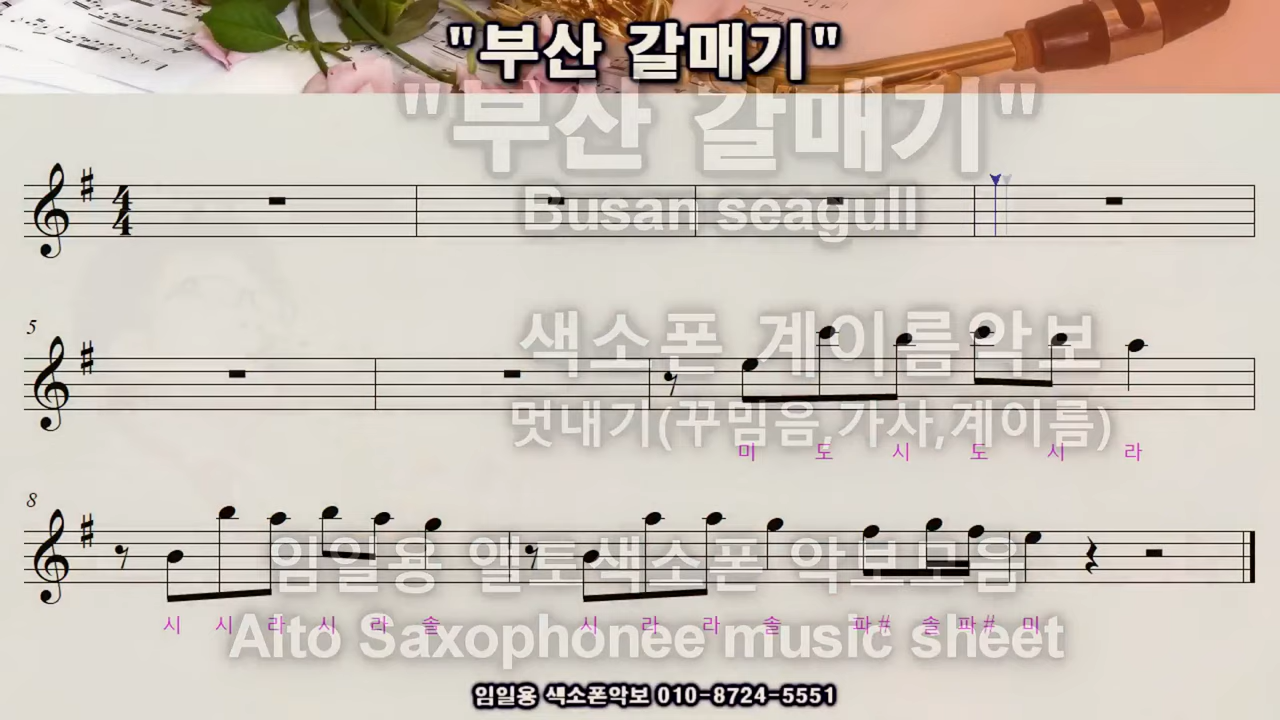 "부산 갈매기"
"부산 갈매기"
Busan seagull
5
색소폰 계이름악보
멋내기(꾸밈음,가사,계이름)
미 도 시 도 시 라
8
임일용 앨토색소폰 악보모음
시 시 라 시 라 솔 시 라 라 솔 파# 솔 파# 미
Alto Saxophonee music sheet
임일용 색소폰악보 010-8724-5551